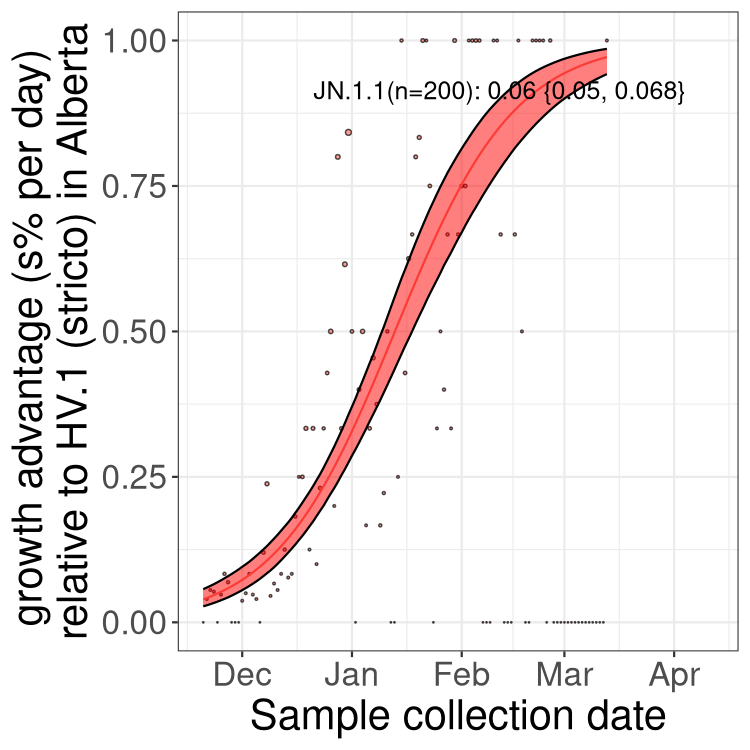 growth advantage (s% per day)
relative to HV.1 (stricto) in Alberta
1.00
JN.1.1(n=200): 0.06 {0.05, 0.068}
0.75
0.50
0.25
0.00
Dec Jan Feb Mar Apr
Sample collection date